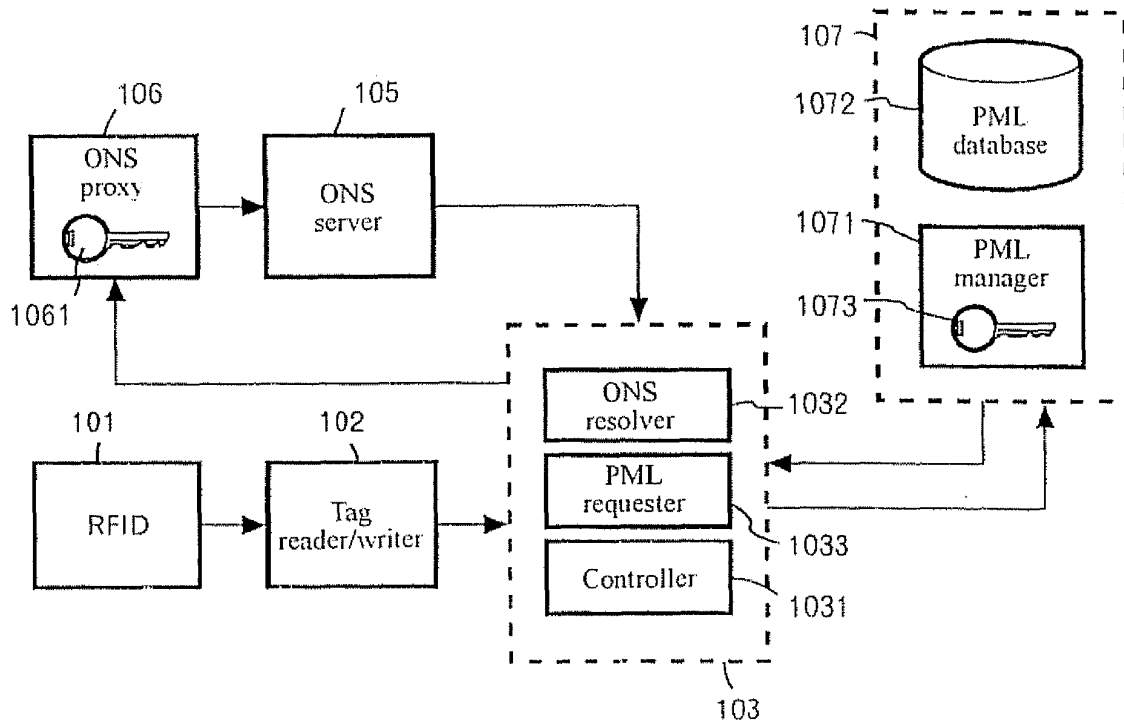 107
1072
PML
database
106
105
ONS
proxy
ONS
server
1071
PML
manager
1073
1061
ONS
resolver
1032
101
102
PML
requester
RFID
Tag
reader/writer
1033
Controller
1031
103